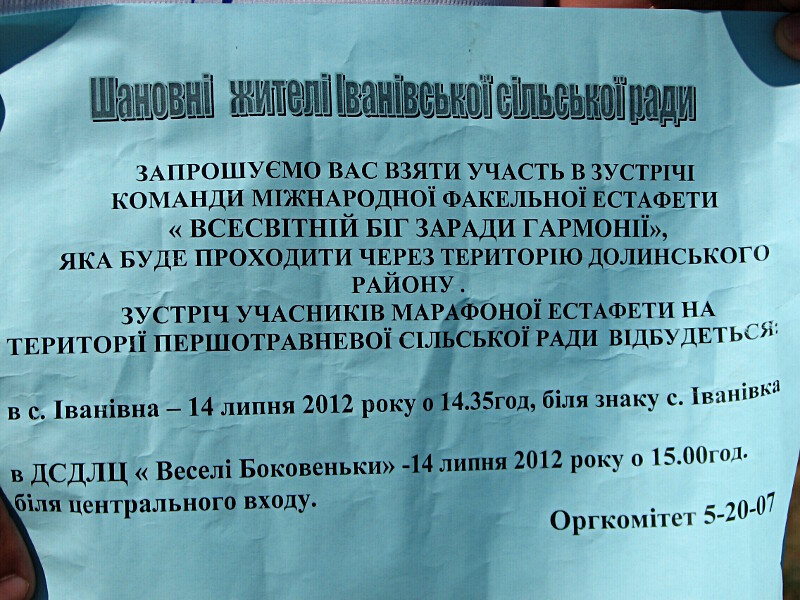 Шановні жителі Іванівської сільської ради
ЗАПРОШУЄМО ВАС ВЗЯТИ УЧАСТЬ В ЗУСТРІЧІ
КОМАНДИ МІЖНАРОДНОЇ ФАКЕЛЬНОЇ ЕСТАФЕТИ
« ВСЕСВІТНІЙ БІГ ЗАРАДИ ГАРМОНІЇ»,
ЯКА БУДЕ ПРОХОДИТИ ЧЕРЕЗ ТЕРИТОРІЮ ДОЛИНСЬКОГО
РАЙОНУ .
ЗУСТРІЧ УЧАСНИКІВ МАРАФОНОЇ ЕСТАФЕТИ НА
ТЕРИТОРІЇ ПЕРШОТРАВНЕВОЇ СІЛЬСЬКОЇ РАДИ ВІДБУДЕТЬСЯ:
в с. Іванівна – 14 липня 2012 року о 14.35год, біля знаку с. Іванівка
в ДСДЛЦ « Веселі Боковеньки» -14 липня 2012 року о 15.00год.
біля центрального входу.
Оргкомітет 5-20-07